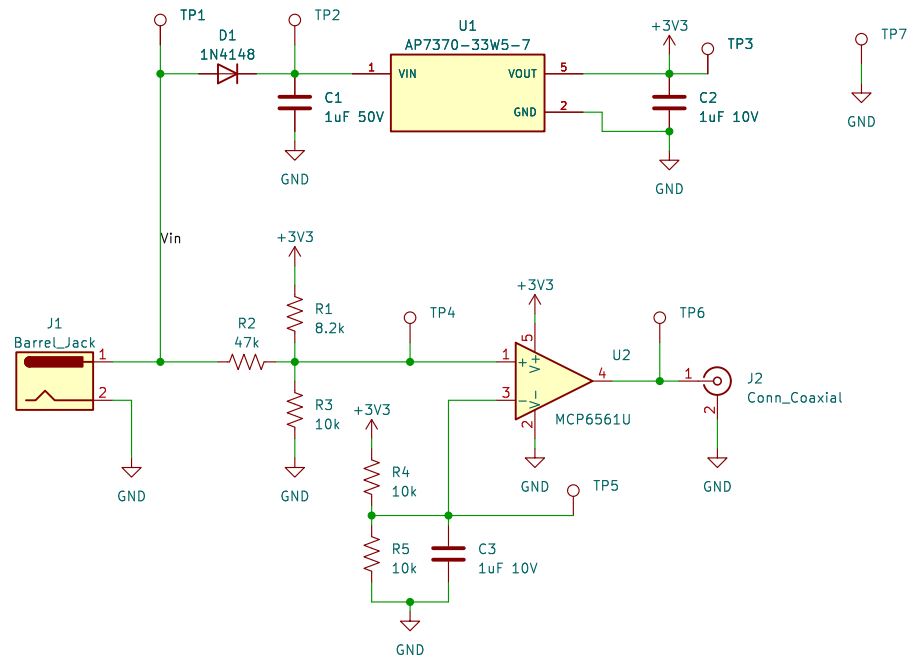 TP1
TP2
TP7
D1
1N4148
U1
AP7370-33W5-7
+3V3
TP3
1
VIN
VOUT
5
GND
2
C1
1uF 50V
C2
1uF 10V
GND
GND
GND
Vin
+3V3
R1
8.2k
TP4
+3V3
TP6
J1
Barrel_Jack
1
2
R2
47k
1
+
3
-
5
V+
V-
2
4
U2
MCP6561U
1
2
J2
Conn_Coaxial
R3
10k
+3V3
GND
GND
GND
GND
R4
10k
TP5
R5
10k
C3
1uF 10V
GND